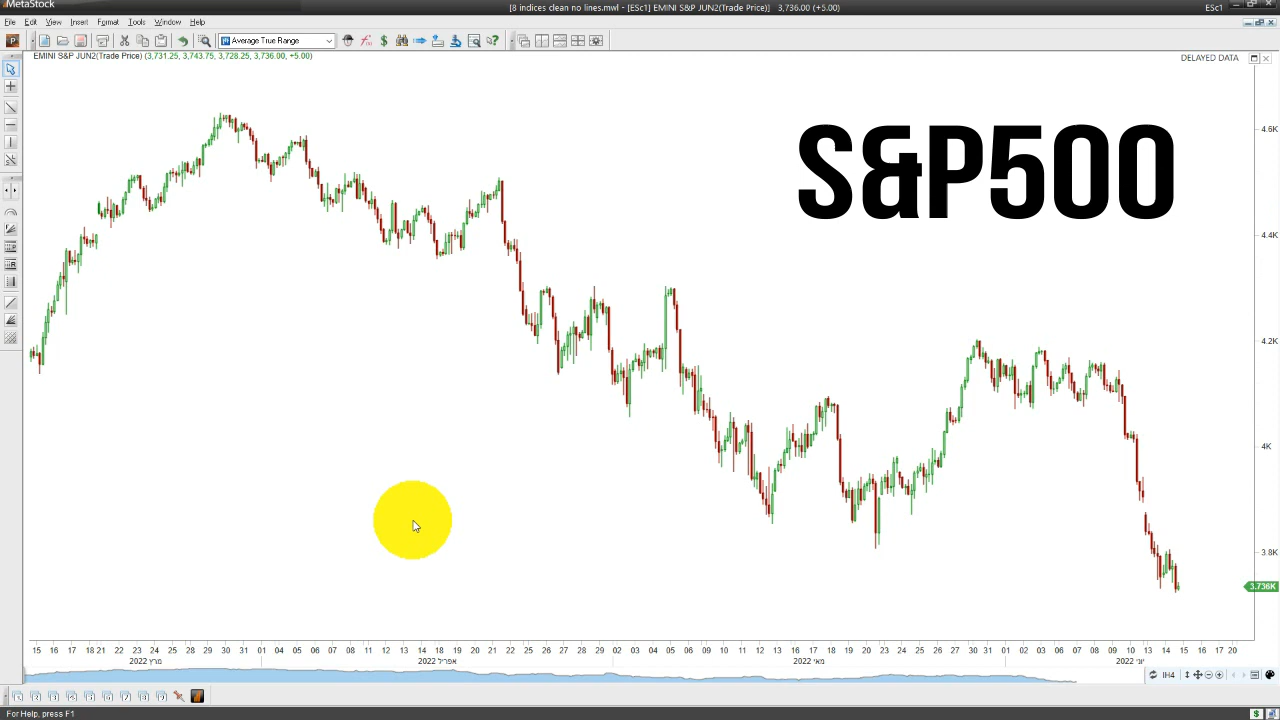 MetaStock
[8 indices clean no lines.mwl - [ESc1] EMINI S&P JUN2(Trade Price)] 3,736.00 (+5.00)
ESc1
File Edit View Insert Format Tools Window Help
Average True Range
EMINI S&P JUN2(Trade Price) (3,731.25, 3,743.75, 3,728.25, 3,736.00, +5.00)
DELAYED DATA
S&P500
4.6K
4.4K
4.2K
4K
3.8K
3.736K
15 16 17 18 21 22 23 24 25 28 29 30 31 01 04 05 06 07 08 11 12 13 14 18 19 20 21 22 25 26 27 28 29 02 03 04 05 06 09 10 11 12 13 16 17 18 19 20 23 24 25 26 27 30 31 01 02 03 06 07 08 09 10 13 14 15 16 17 20
מרץ 2022 אפריל 2022 מאי 2022 יוני 2022
IH4
For Help, press F1